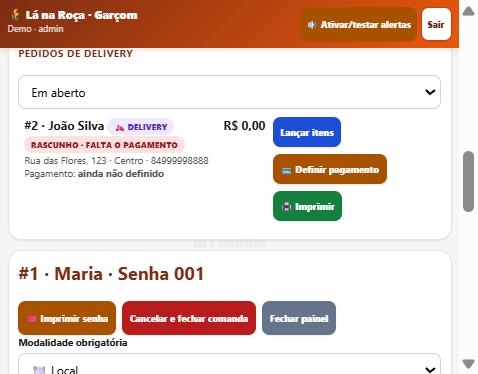 Lá na Roça · Garçom
Demo · admin
Ativar/testar alertas
Sair
PEDIDOS DE DELIVERY
Em aberto
#2 · João Silva DELIVERY R$ 0,00
RASCUNHO · FALTA O PAGAMENTO
Rua das Flores, 123 · Centro · 84999998888
Pagamento: ainda não definido
Lançar itens
Definir pagamento
Imprimir
#1 · Maria · Senha 001
Imprimir senha
Cancelar e fechar comanda
Fechar painel
Modalidade obrigatória
Local